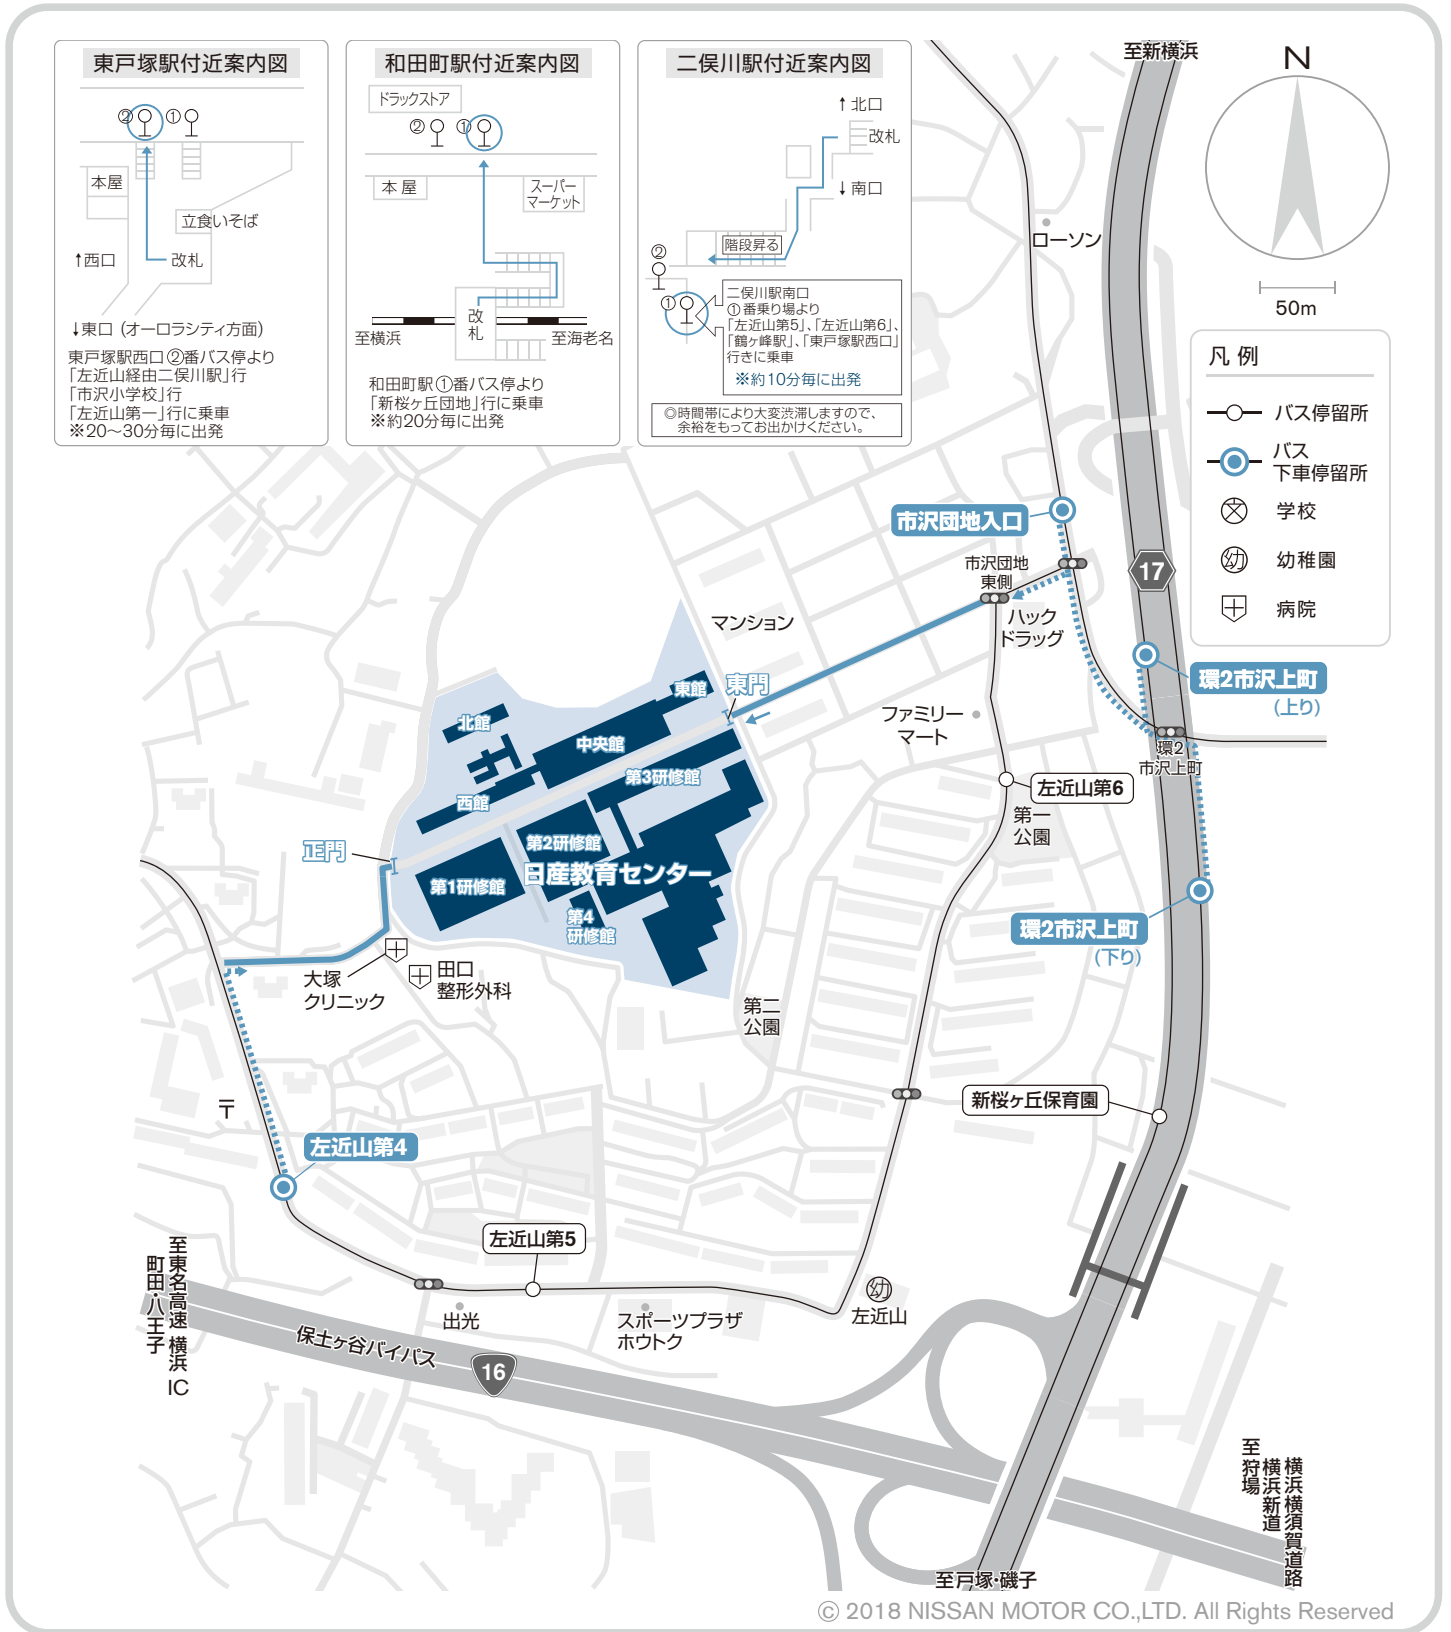 東戸塚駅付近案内図
②
①
本屋
立食いそば
↑西口
改札
↓東口 (オーロラシティ方面)
東戸塚駅西口②番バス停より
「左近山経由二俣川駅」行
「市沢小学校」行
「左近山第一」行に乗車
※20〜30分毎に出発
和田町駅付近案内図
ドラックストア
②
①
本屋
スーパー
マーケット
改
札
至横浜
至海老名
和田町駅①番バス停より
「新桜ヶ丘団地」行に乗車
※約20分毎に出発
二俣川駅付近案内図
↑北口
改札
↓南口
階段昇る
②
①
二俣川駅南口
①番乗り場より
「左近山第5」、「左近山第6」、
「鶴ヶ峰駅」、「東戸塚駅西口」
行きに乗車
※約10分毎に出発
◎時間帯により大変渋滞しますので、
余裕をもってお出かけください。
至新横浜
N
50m
凡例
バス停留所
バス
下車停留所
文
学校
幼
幼稚園
病院
ローソン
市沢団地入口
市沢団地
東側
17
ハック
ドラッグ
マンション
環2市沢上町
(上り)
東門
東館
北館
中央館
ファミリー
マート
環2
市沢上町
第3研修館
西館
左近山第6
第一
公園
第2研修館
正門
日産教育センター
第1研修館
第4
研修館
環2市沢上町
(下り)
大塚
クリニック
田口
整形外科
第二
公園
〒
新桜ヶ丘保育園
左近山第4
左近山第5
至東名高速 横浜IC
町田・八王子
幼
左近山
出光
スポーツプラザ
ホウトク
保土ヶ谷バイパス
16
至狩場
横浜新道
横浜横須賀道路
至戸塚・磯子
© 2018 NISSAN MOTOR CO.,LTD. All Rights Reserved